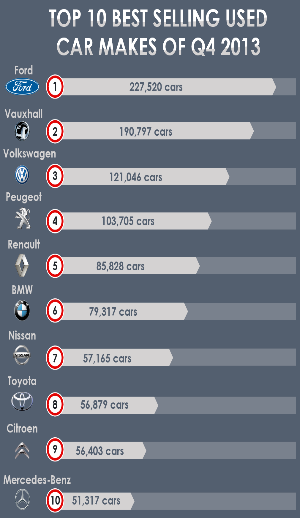 TOP 10 BEST SELLING USED
CAR MAKES OF Q4 2013
Ford
Ford
1
227,520 cars
Vauxhall
2
190,797 cars
Volkswagen
3
121,046 cars
Peugeot
4
103,705 cars
Renault
5
85,828 cars
BMW
6
79,317 cars
Nissan
7
57,165 cars
Toyota
8
56,879 cars
Citroen
9
56,403 cars
Mercedes-Benz
10
51,317 cars